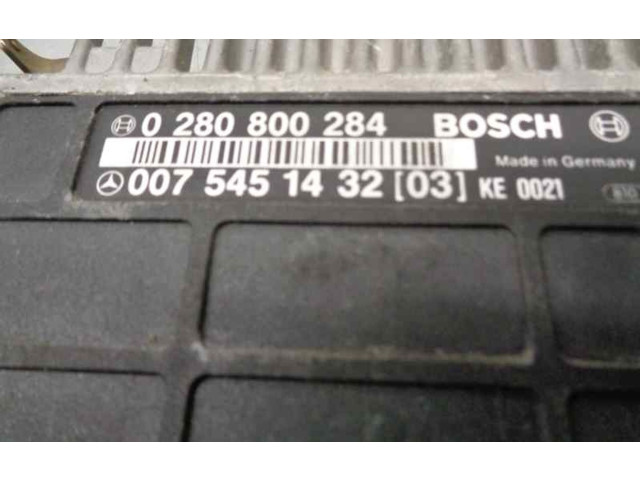 0 280 800 284 BOSCH
Made in Germany
007 545 14 32 [03] KE 0021